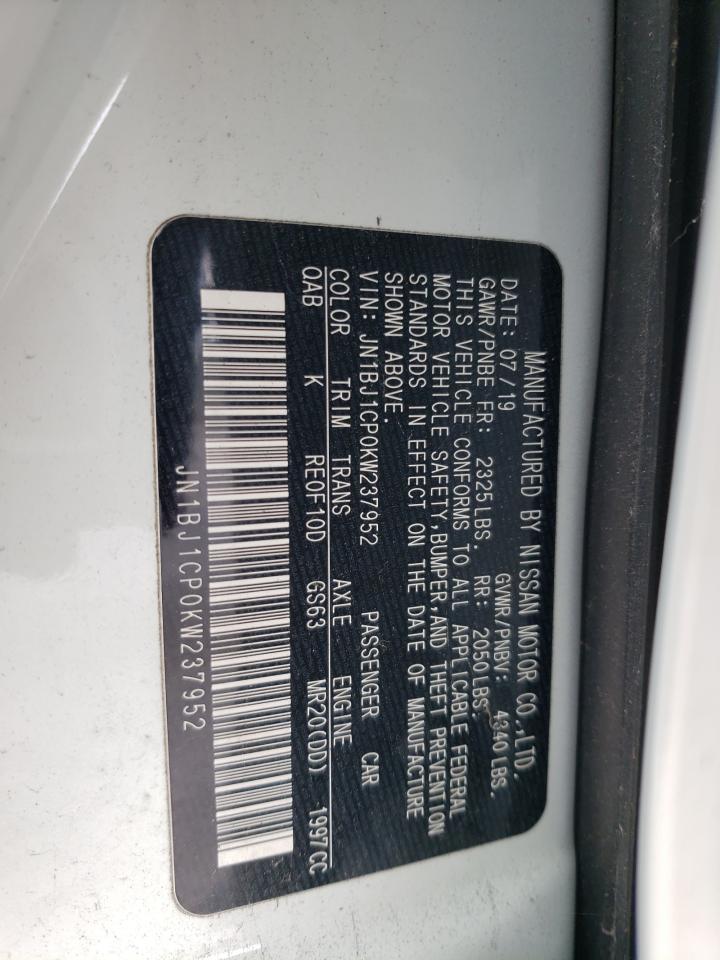 MANUFACTURED BY NISSAN MOTOR CO.,LTD.
DATE: 07/19 GVWR/PNBV: 4340 LBS.
GAWR/PNBE FR: 2325 LBS. RR: 2050 LBS.
THIS VEHICLE CONFORMS TO ALL APPLICABLE FEDERAL
MOTOR VEHICLE SAFETY, BUMPER, AND THEFT PREVENTION
STANDARDS IN EFFECT ON THE DATE OF MANUFACTURE
SHOWN ABOVE.
VIN: JN1BJ1CP0KW237952 PASSENGER CAR
COLOR TRIM TRANS AXLE ENGINE
QAB K RE0F10D GS63 MR20(DD) 1997CC
JN1BJ1CP0KW237952